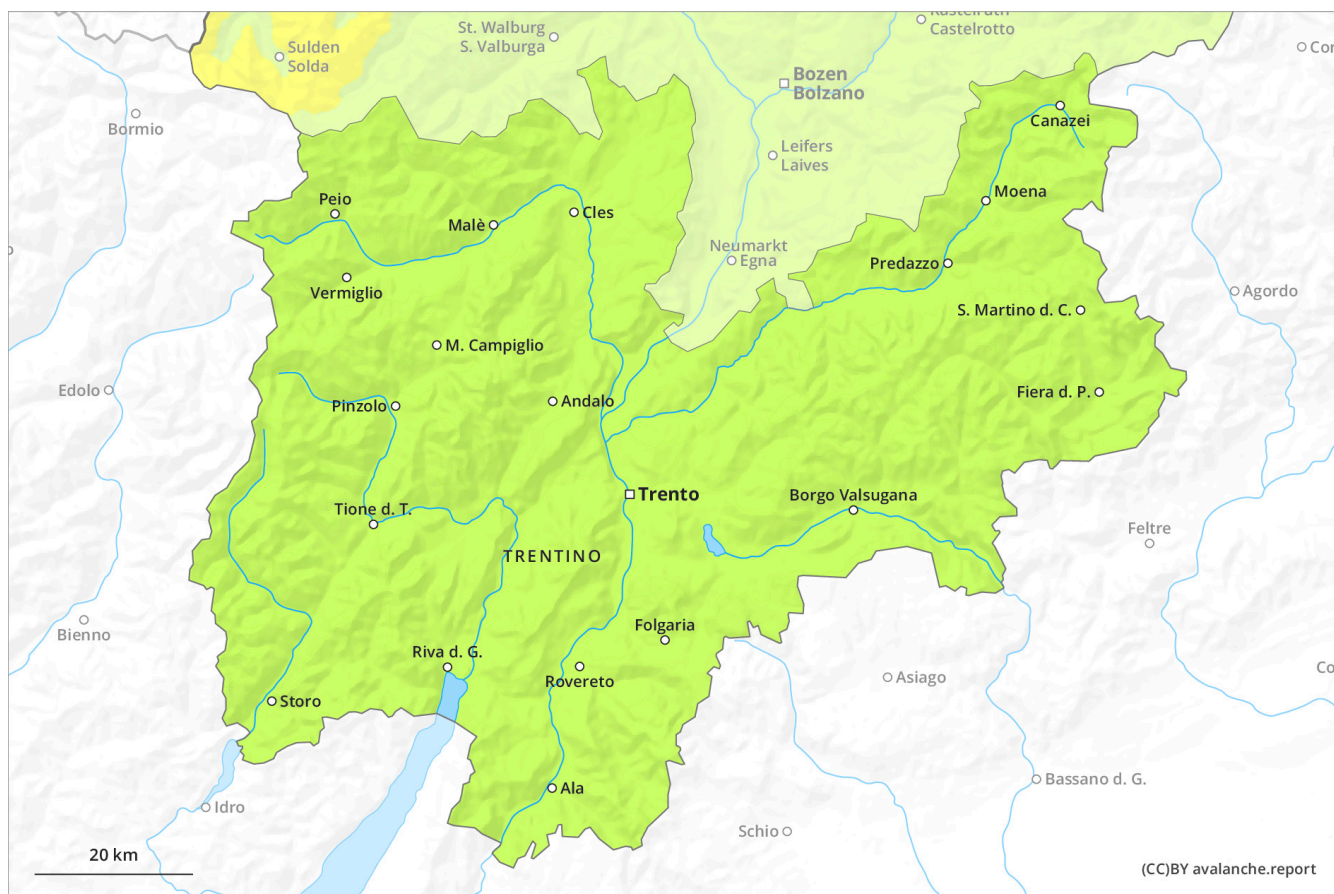 Kastelruth
Castelrotto
St. Walburg
S. Valburga
Sulden
Solda
Bozen
Bolzano
Bormio
Canazei
Leifers
Laives
Peio
Moena
Malè
Cles
Neumarkt
Egna
Predazzo
Vermiglio
Agordo
S. Martino d. C.
M. Campiglio
Edolo
Pinzolo
Andalo
Fiera d. P.
Trento
Borgo Valsugana
Tione d. T.
Feltre
TRENTINO
Bienno
Folgaria
Riva d. G.
Asiago
Rovereto
Storo
Bassano d. G.
Ala
Idro
Schio
20 km
(CC)BY avalanche.report